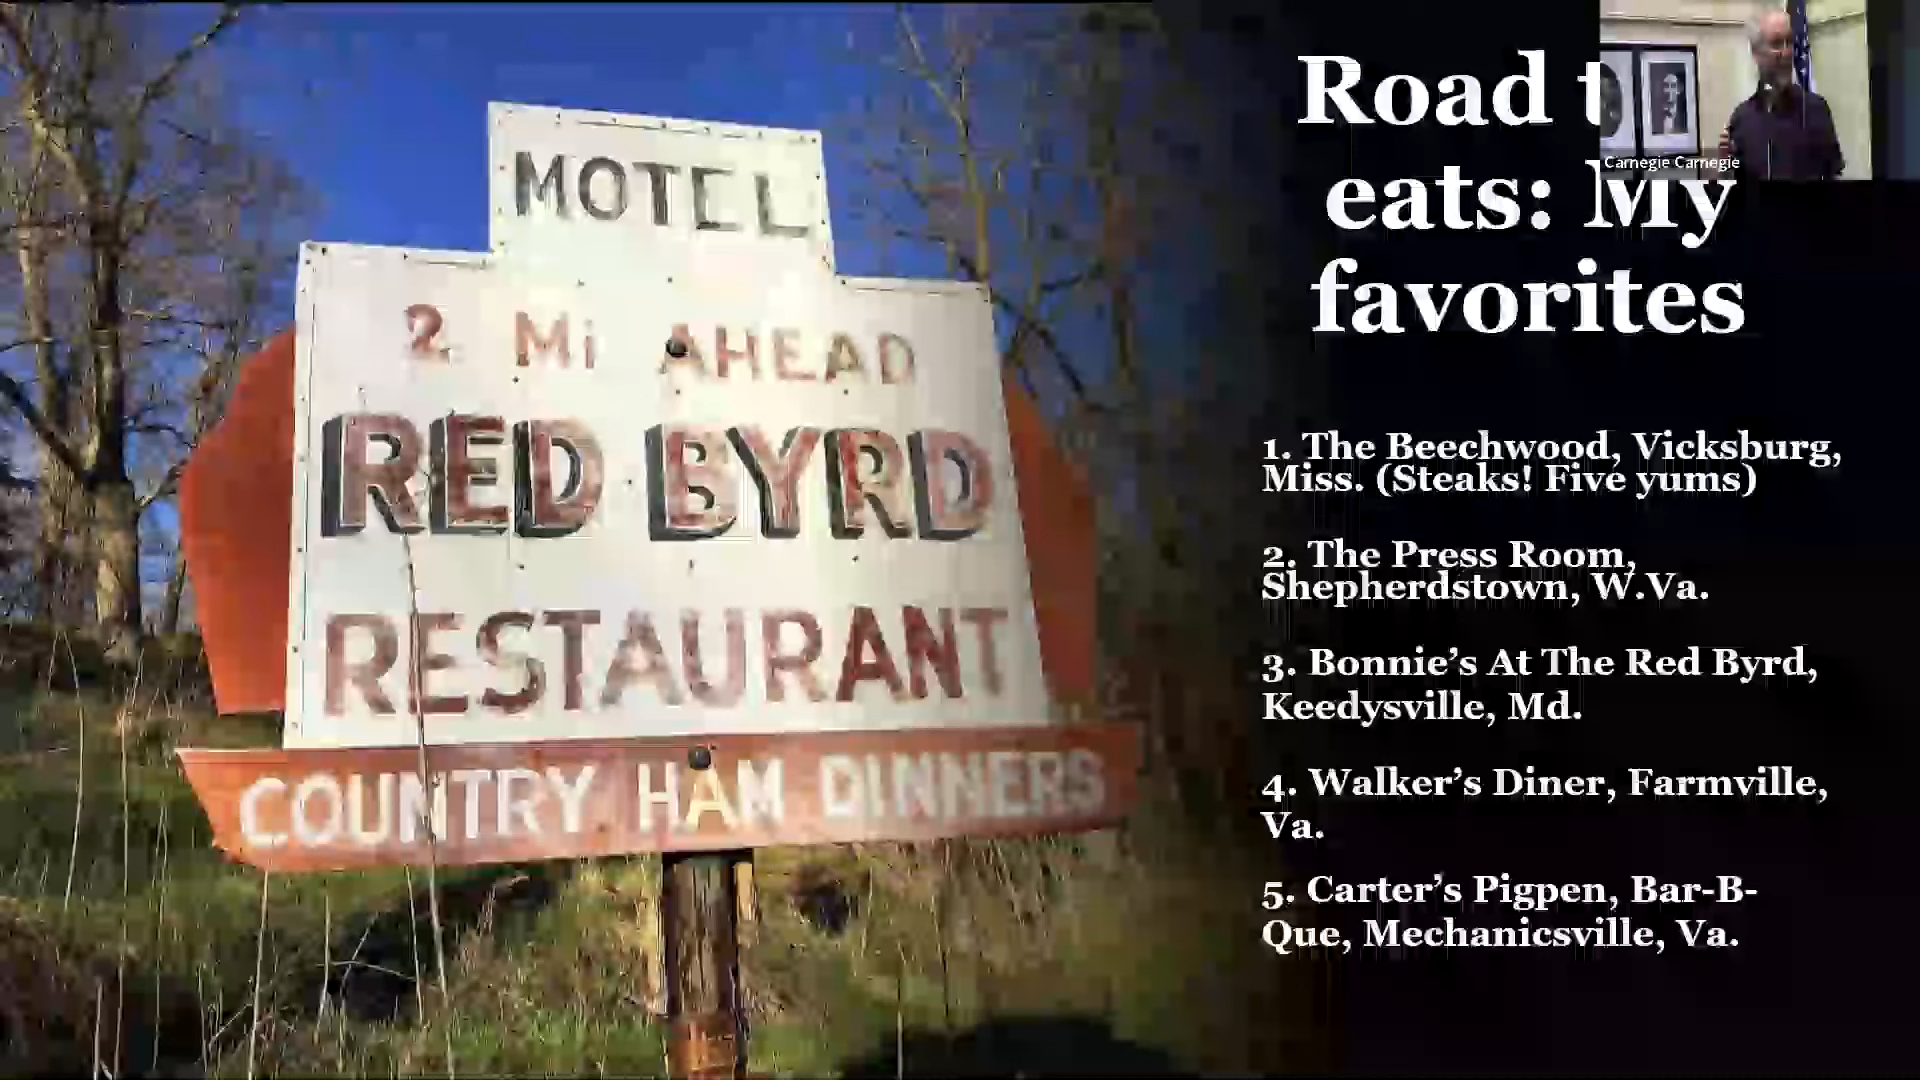 MOTEL
2 Mi AHEAD
RED BYRD
RESTAURANT
COUNTRY HAM DINNERS
Road
eats: My
favorites
Carnegie Carnegie
1. The Beechwood, Vicksburg,
Miss. (Steaks! Five yums)
2. The Press Room,
Shepherdstown, W.Va.
3. Bonnie’s At The Red Byrd,
Keedysville, Md.
4. Walker’s Diner, Farmville,
Va.
5. Carter’s Pigpen, Bar-B-
Que, Mechanicsville, Va.